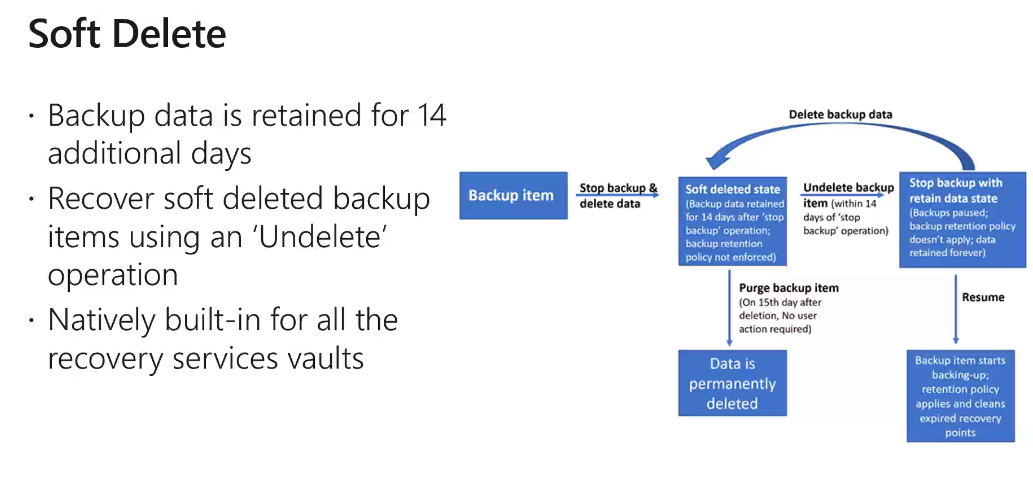 Soft Delete
· Backup data is retained for 14
additional days
· Recover soft deleted backup
items using an ‘Undelete’
operation
· Natively built-in for all the
recovery services vaults
Delete backup data
Backup item
Stop backup &
delete data
Soft deleted state
(Backup data retained
for 14 days after ‘stop
backup’ operation;
backup retention
policy not enforced)
Undelete backup
item (within 14
days of ‘stop
backup’ operation)
Stop backup with
retain data state
(Backups paused;
backup retention policy
doesn’t apply; data
retained forever)
Purge backup item
(On 15th day after
deletion, No user
action required)
Resume
Data is
permanently
deleted
Backup item starts
backing-up;
retention policy
applies and cleans
expired recovery
points